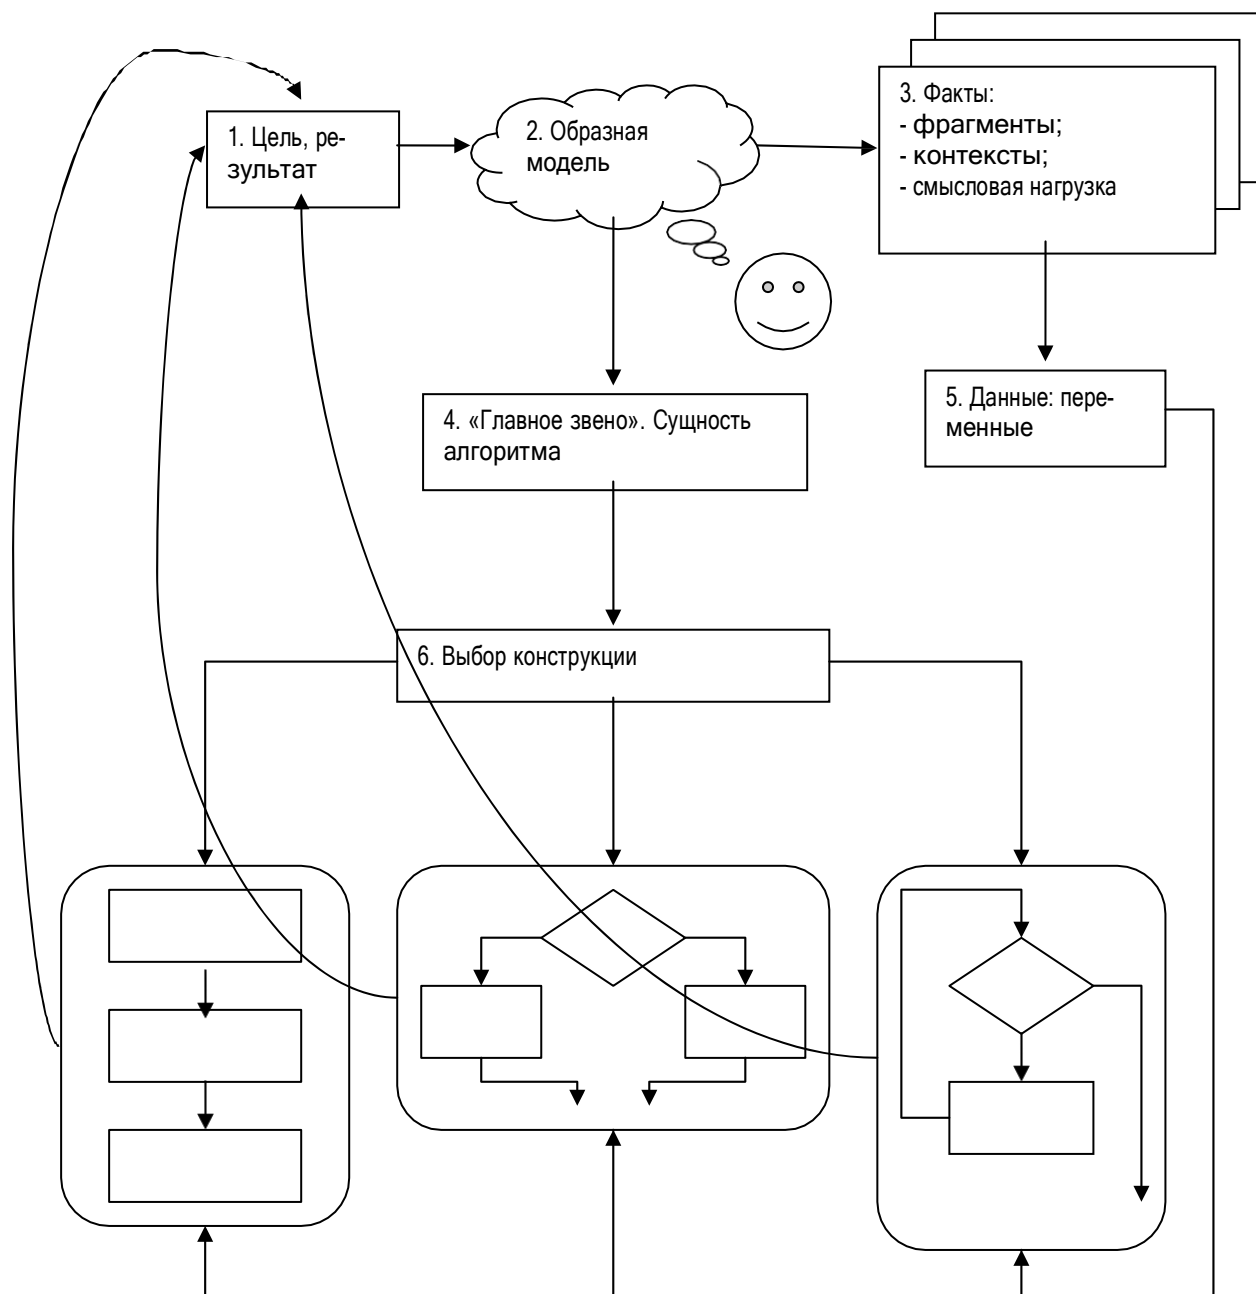 1. Цель, ре-
зультат
2. Образная
модель
3. Факты:
- фрагменты;
- контексты;
- смысловая нагрузка
4. «Главное звено». Сущность
алгоритма
5. Данные: пере-
менные
6. Выбор конструкции